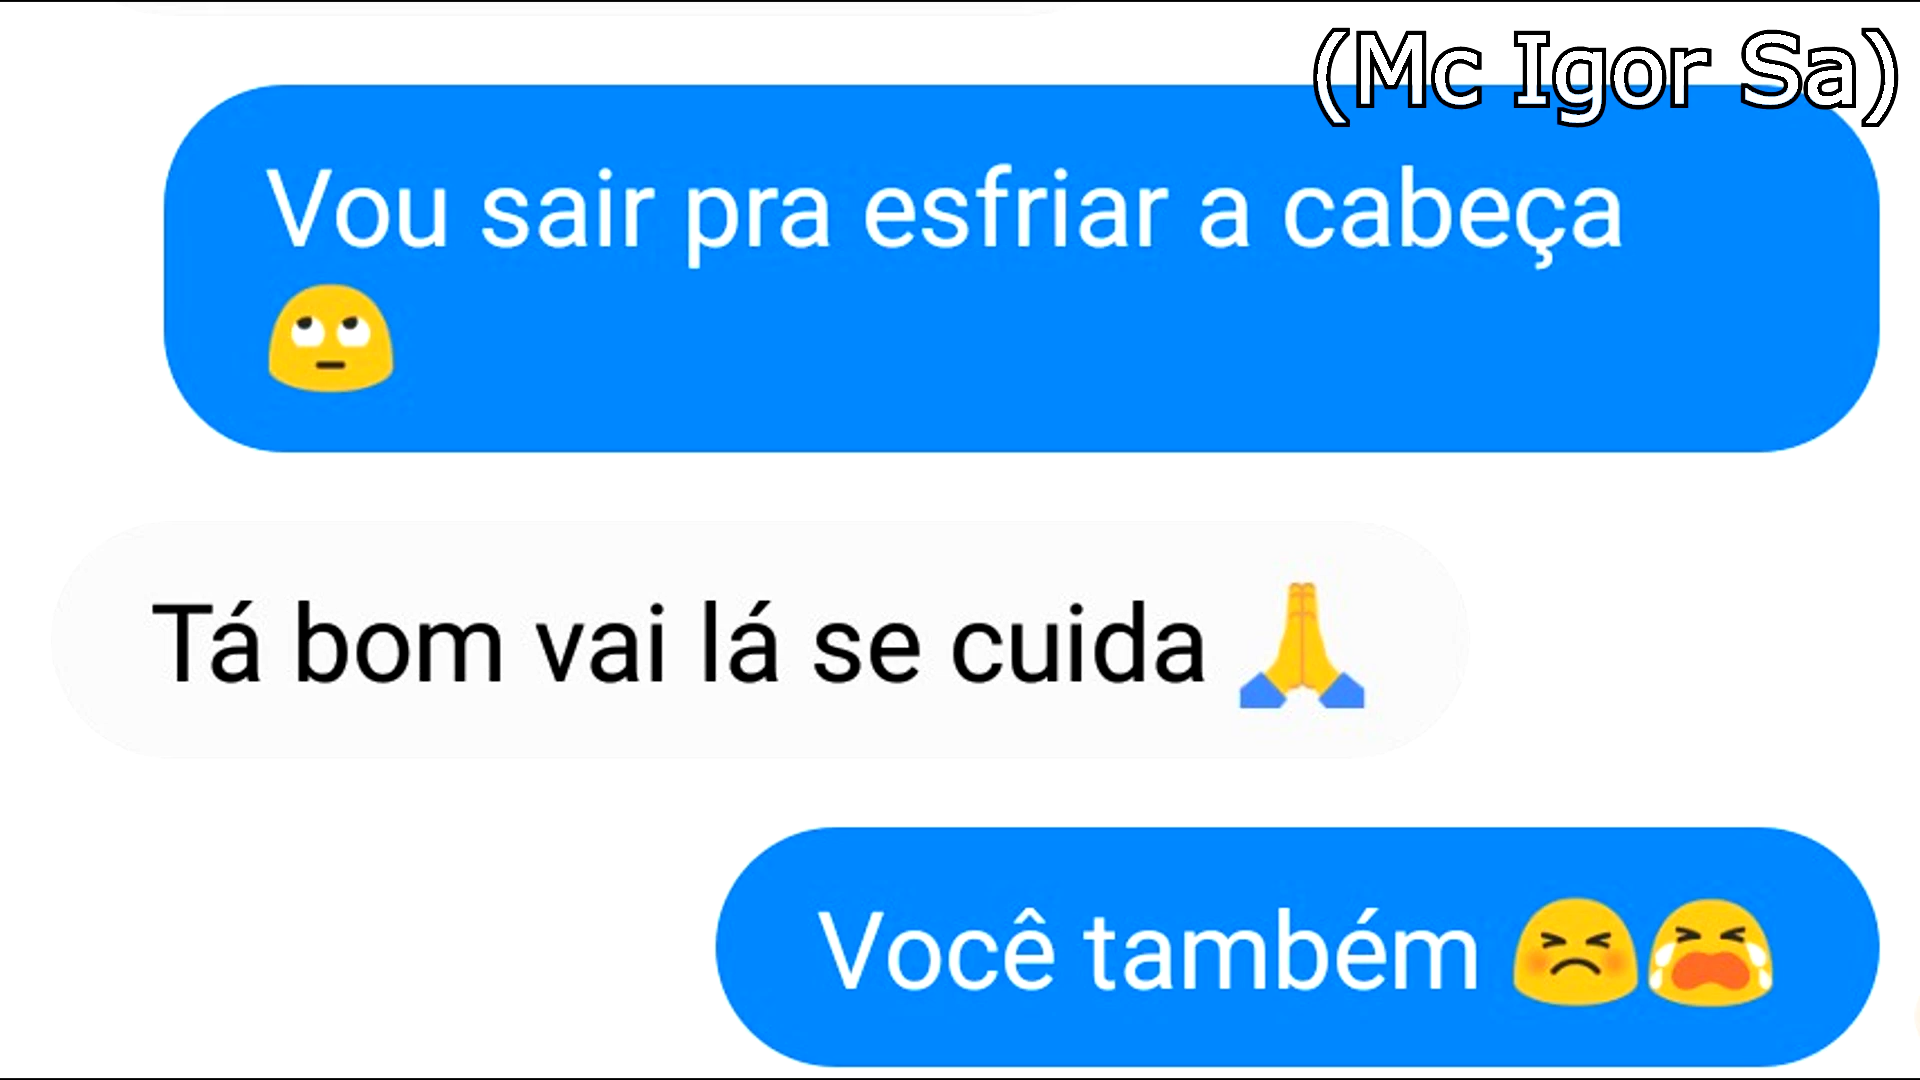 (Mc Igor Sa)
Vou sair pra esfriar a cabeça
🙄
Tá bom vai lá se cuida 🙏
Você também 😣😭